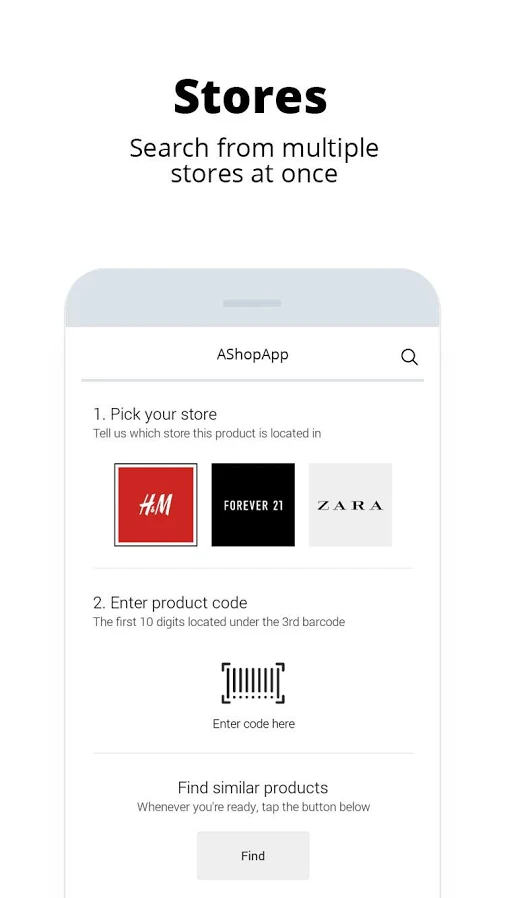 Stores
Search from multiple
stores at once
AShopApp
1. Pick your store
Tell us which store this product is located in
H&M
FOREVER 21
ZARA
2. Enter product code
The first 10 digits located under the 3rd barcode
Enter code here
Find similar products
Whenever you're ready, tap the button below
Find